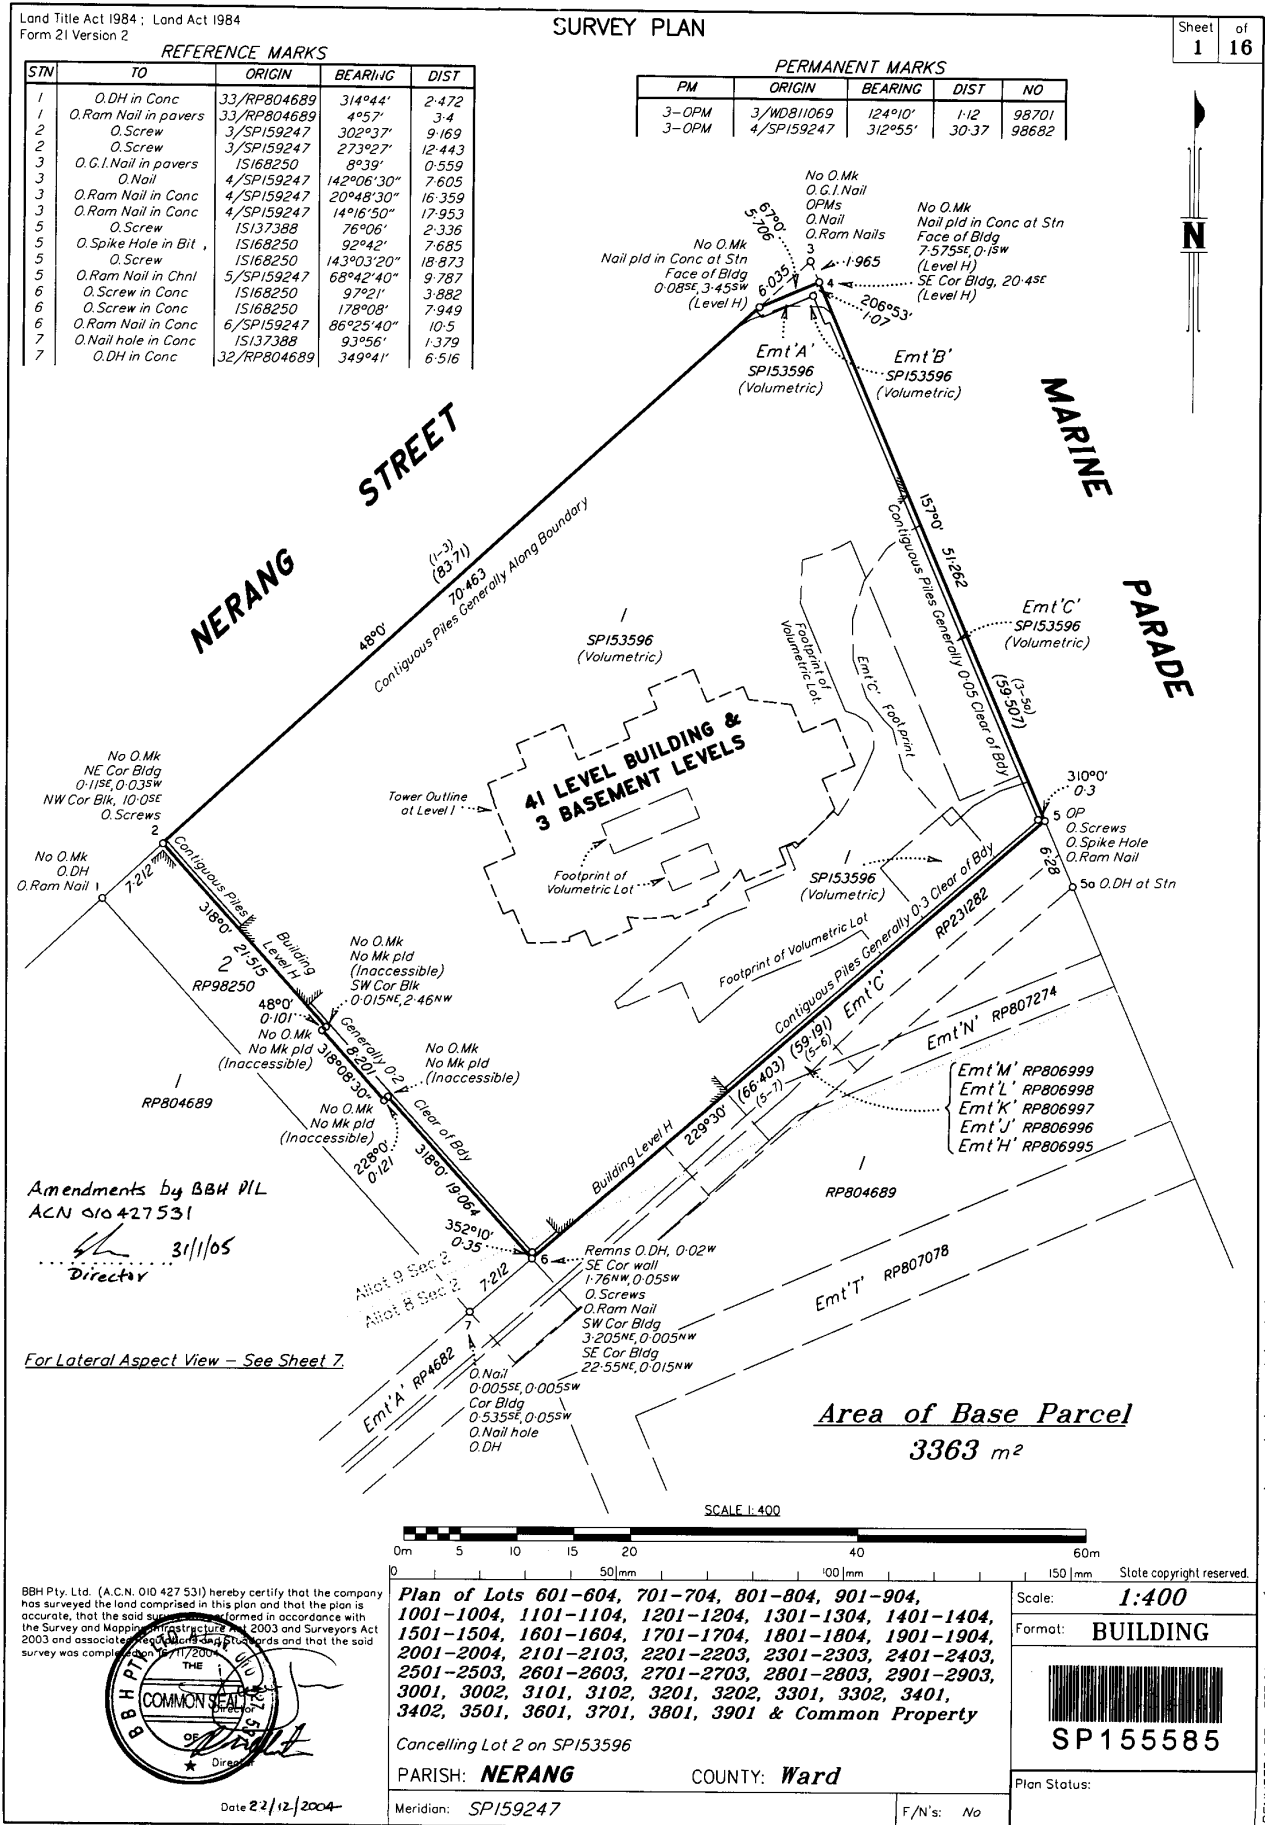 Land Title Act 1984 ; Land Act 1984
Form 21 Version 2
SURVEY PLAN
Sheet 1 of 16
REFERENCE MARKS
STN TO ORIGIN BEARING DIST
1 O.DH in Conc 33/RP804689 314°44' 2·472
1 O.Ram Nail in pavers 33/RP804689 4°57' 3·4
2 O.Screw 3/SP159247 302°37' 9·169
2 O.Screw 3/SP159247 273°27' 12·443
3 O.G.I.Nail in pavers IS168250 8°39' 0·559
3 O.Nail 4/SP159247 142°06'30" 7·605
3 O.Ram Nail in Conc 4/SP159247 20°48'30" 16·359
3 O.Ram Nail in Conc 4/SP159247 14°16'50" 17·953
5 O.Screw IS137388 76°06' 2·336
5 O.Spike Hole in Bit , IS168250 92°42' 7·685
5 O.Screw IS168250 143°03'20" 18·873
5 O.Ram Nail in Chnl 5/SP159247 68°42'40" 9·787
6 O.Screw in Conc IS168250 97°21' 3·882
6 O.Screw in Conc IS168250 178°08' 7·949
6 O.Ram Nail in Conc 6/SP159247 86°25'40" 10·5
7 O.Nail hole in Conc IS137388 93°56' 1·379
7 O.DH in Conc 32/RP804689 349°41' 6·516
PERMANENT MARKS
PM ORIGIN BEARING DIST NO
3-OPM 3/WD811069 124°10' 1·12 98701
3-OPM 4/SP159247 312°55' 30·37 98682
N
No O.Mk
O.G.I.Nail
OPMs
O.Nail
O.Ram Nails
3
67°0'
5·706
1·965
No O.Mk
Nail pld in Conc at Stn
Face of Bldg
0·08SE, 3·45SW
(Level H)
6·035
No O.Mk
Nail pld in Conc at Stn
Face of Bldg
7·575SE, 0·1SW
(Level H)
SE Cor Bldg, 20·4SE
(Level H)
4
206°53'
1·07
Emt'A'
SP153596
(Volumetric)
Emt'B'
SP153596
(Volumetric)
NERANG STREET
MARINE PARADE
(1-3)
(83·71)
70·463
48°0'
Contiguous Piles Generally Along Boundary
157°0' 51·262
Contiguous Piles Generally 0·05 Clear of Bdy
(3-5a)
(59·507)
Emt'C'
SP153596
(Volumetric)
1
SP153596
(Volumetric)
Footprint of
Volumetric Lot.
Emt'C' Footprint
41 LEVEL BUILDING &
3 BASEMENT LEVELS
Tower Outline
at Level 1
Footprint of
Volumetric Lot
1
SP153596
(Volumetric)
Footprint of Volumetric Lot
Contiguous Piles Generally 0·3 Clear of Bdy
RP231282
310°0'
0·3
5 OP
O.Screws
O.Spike Hole
O.Ram Nail
6·28
5a O.DH at Stn
No O.Mk
NE Cor Bldg
0·11SE, 0·03SW
NW Cor Blk, 10·0SE
O.Screws
2
No O.Mk
O.DH
O.Ram Nail 1
7·212
Contiguous Piles
318°0' 21·515
Building
Level H
2
RP98250
No O.Mk
No Mk pld
(Inaccessible)
SW Cor Blk
0·015NE, 2·46NW
48°0'
0·101
No O.Mk
No Mk pld
(Inaccessible)
Generally 0·2
8·201
318°08'30"
No O.Mk
No Mk pld
(Inaccessible)
Clear of Bdy
No O.Mk
No Mk pld
(Inaccessible)
228°0'
0·121
318°0' 19·064
1
RP804689
352°10'
0·35
Building Level H
229°30' (66·403) (59·191)
(5-7) (5-6)
Emt'C'
Emt'N' RP807274
Emt'M' RP806999
Emt'L' RP806998
Emt'K' RP806997
Emt'J' RP806996
Emt'H' RP806995
1
RP804689
Emt'T' RP807078
Amendments by BBH P/L
ACN 010 427531
31/1/05
Director
Allot 9 Sec 2
Allot 8 Sec 2
7·212
6
7
Remns O.DH, 0·02W
SE Cor wall
1·76NW, 0·05SW
O.Screws
O.Ram Nail
SW Cor Bldg
3·205NE, 0·005NW
SE Cor Bldg
22·55NE, 0·015NW
For Lateral Aspect View - See Sheet 7.
Emt'A' RP4682
O.Nail
0·005SE, 0·005SW
Cor Bldg
0·535SE, 0·05SW
O.Nail hole
O.DH
Area of Base Parcel
3363 m²
SCALE 1:400
0m 5 10 15 20 40 60m
0 50 mm 100 mm 150 mm State copyright reserved.
BBH Pty. Ltd. (A.C.N. 010 427 531) hereby certify that the company
has surveyed the land comprised in this plan and that the plan is
accurate, that the said survey performed in accordance with
the Survey and Mapping Infrastructure Act 2003 and Surveyors Act
2003 and associated Regulations and Standards and that the said
survey was completed on 16/11/2004.
BBH PTY LTD
THE
COMMON SEAL
OF
Director
Director
Date 22/12/2004
Plan of Lots 601-604, 701-704, 801-804, 901-904,
1001-1004, 1101-1104, 1201-1204, 1301-1304, 1401-1404,
1501-1504, 1601-1604, 1701-1704, 1801-1804, 1901-1904,
2001-2004, 2101-2103, 2201-2203, 2301-2303, 2401-2403,
2501-2503, 2601-2603, 2701-2703, 2801-2803, 2901-2903,
3001, 3002, 3101, 3102, 3201, 3202, 3301, 3302, 3401,
3402, 3501, 3601, 3701, 3801, 3901 & Common Property
Cancelling Lot 2 on SP153596
PARISH: NERANG COUNTY: Ward
Meridian: SP159247 F/N's: No
Scale: 1:400
Format: BUILDING
SP155585
Plan Status: